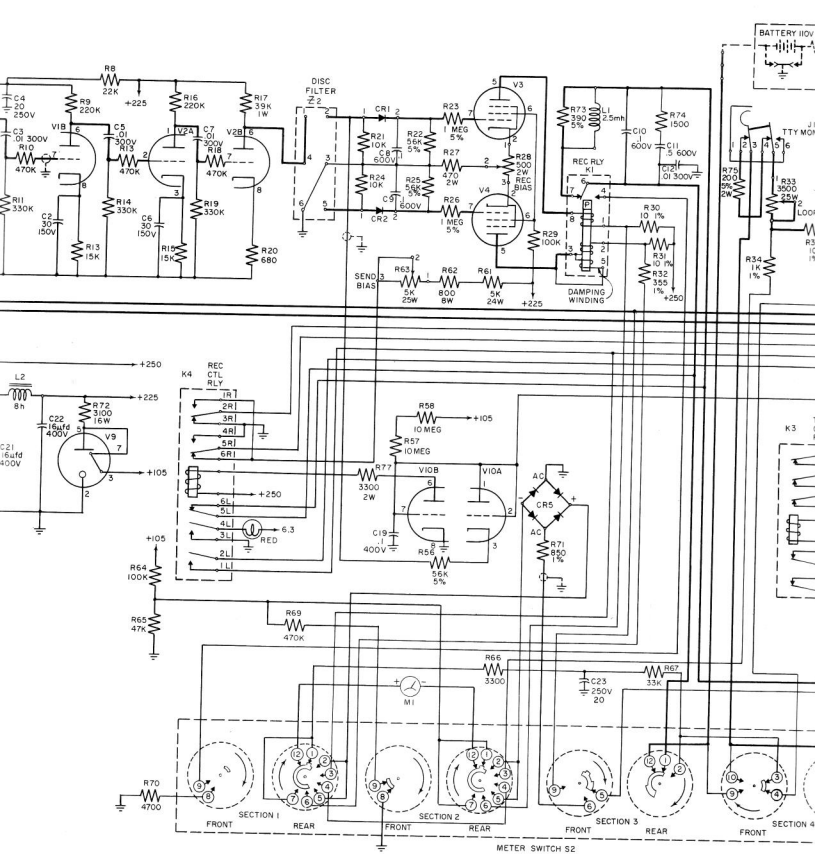 BATTERY 110V
R8
22K
+225
C4
20
250V
R9
220K
R16
220K
R17
39K
1W
DISC
FILTER
Z2
CR1
R23
1 MEG
5%
V3
R73
390
5%
L1
2.5mh
C10
.1
600V
R74
1500
C11
.5 600V
C12
.01 300V
TTY MON
1 2 3 4 5 6
C3
.01 300V
R10
470K
V1B
C5
.01
300V
R13
470K
V2A
C7
.01
300V
R18
470K
V2B
R21
10K
R22
56K
5%
C8
.1
600V
R27
470
2W
R28
500
2W
REC
BIAS
REC RLY
K1
R24
10K
R25
56K
5%
C9
.1
600V
CR2
R26
1 MEG
5%
V4
R29
100K
R30
10 1%
R31
10 1%
R32
355
1%
+250
R75
200
5%
2W
R33
3500
25W
R34
1K
1%
R11
330K
C2
30
150V
R13
15K
R14
330K
C6
30
150V
R15
15K
R19
330K
R20
680
SEND
BIAS
R63
5K
25W
R62
800
8W
R61
5K
24W
+225
DAMPING
WINDING
+250
L2
8h
+225
R72
3100
16W
C22
16µfd
400V
C21
16µfd
400V
V9
+105
K4
REC
CTL
RLY
1R
2R
3R
4R
5R
6R
+250
6L
5L
4L
3L
2L
1L
6.3
RED
R58
10 MEG
+105
R57
10 MEG
R77
3300
2W
V10B
V10A
C19
.1
400V
R56
56K
5%
AC
CR5
AC
R71
850
1%
K3
+105
R64
100K
R65
47K
R69
470K
R66
3300
C23
250V
20
R67
33K
M1
R70
4700
SECTION 1
FRONT
REAR
SECTION 2
FRONT
REAR
SECTION 3
FRONT
REAR
SECTION 4
FRONT
METER SWITCH S2